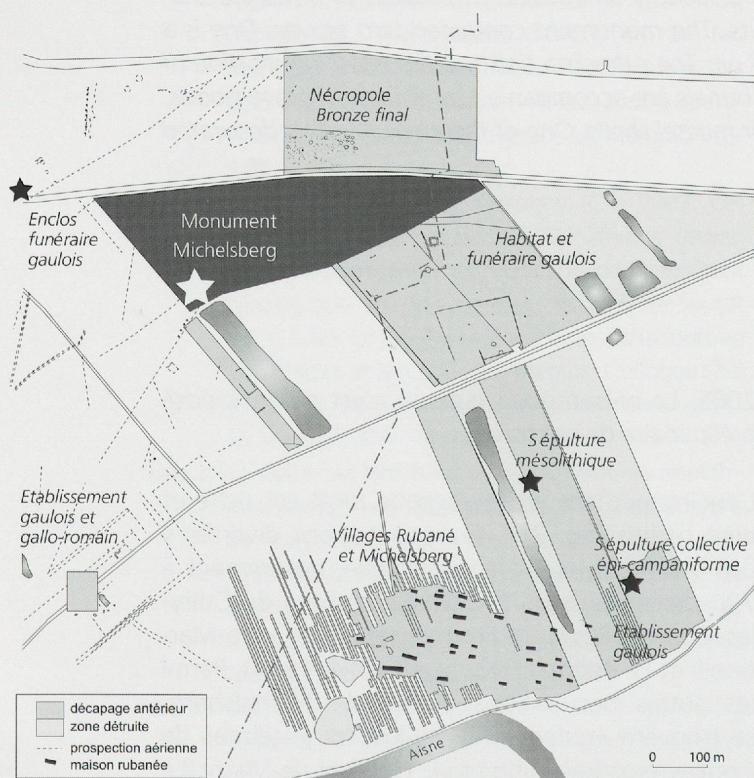 Nécropole
Bronze final
Enclos
funéraire
gaulois
Monument
Michelsberg
Habitat et
funéraire gaulois
Sépulture
mésolithique
Etablissement
gaulois et
gallo-romain
Villages Rubané
et Michelsberg
Sépulture collective
épi-campaniforme
Etablissement
gaulois
décapage antérieur
zone détruite
prospection aérienne
maison rubanée
Aisne
0 100 m